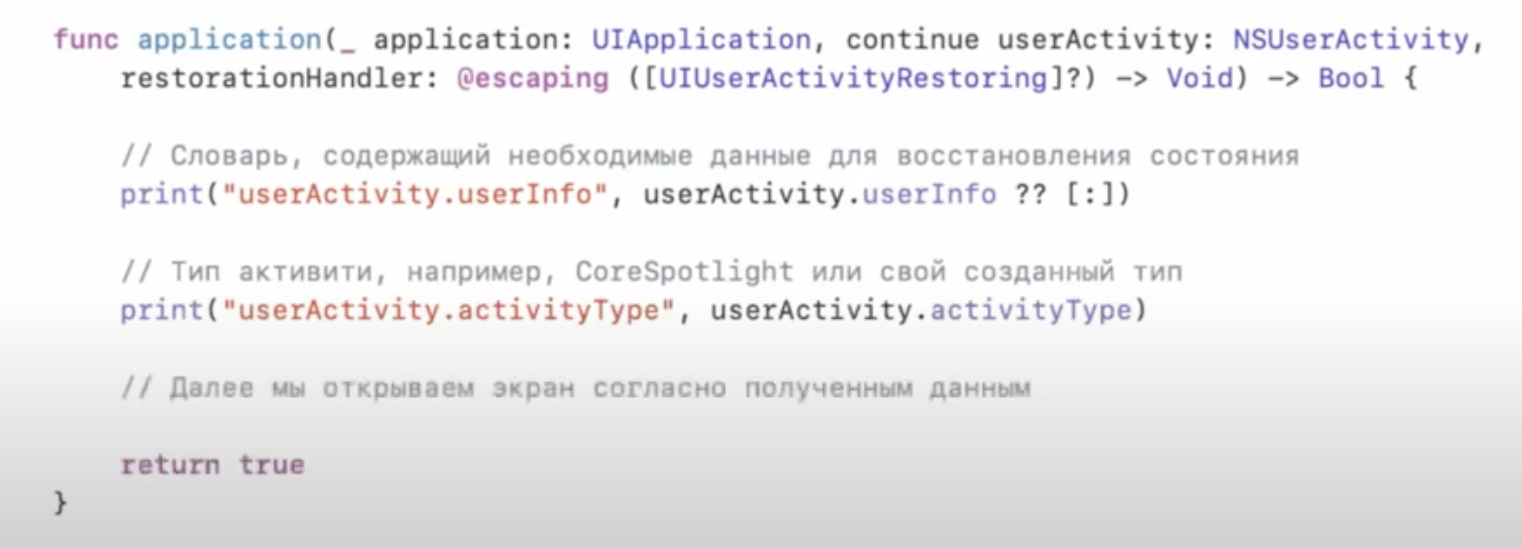 func application(_ application: UIApplication, continue userActivity: NSUserActivity,
restorationHandler: @escaping ([UIUserActivityRestoring]?) -> Void) -> Bool {
// Словарь, содержащий необходимые данные для восстановления состояния
print("userActivity.userInfo", userActivity.userInfo ?? [:])
// Тип активити, например, CoreSpotlight или свой созданный тип
print("userActivity.activityType", userActivity.activityType)
// Далее мы открываем экран согласно полученным данным
return true
}